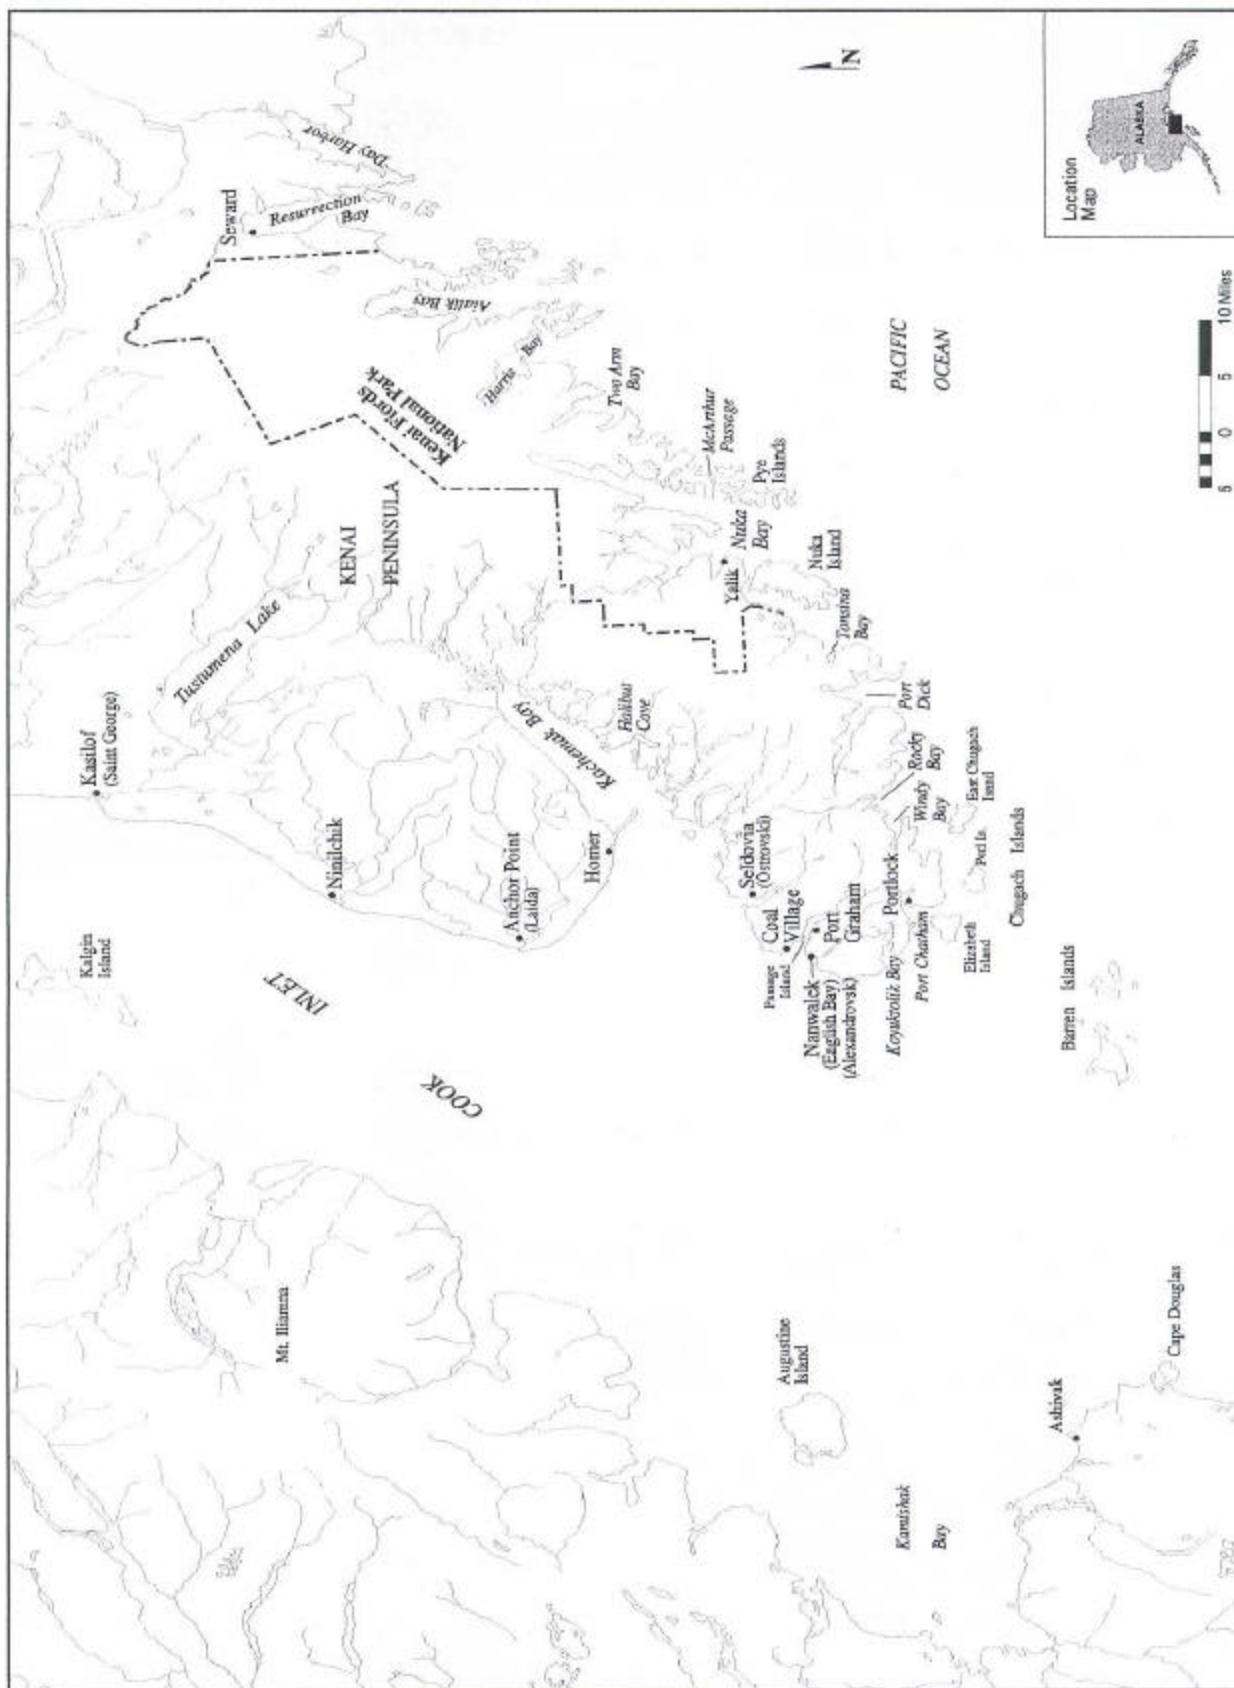 Kalgin
Island
Kasilof
(Saint George)
Tustumena Lake
Seward
Resurrection
Bay
Day Harbor
Mt. Iliamna
COOK
INLET
Ninilchik
KENAI
PENINSULA
Kenai Fjords
National Park
Aialik Bay
Harris Bay
Anchor Point
(Laida)
Homer
Kachemak Bay
Halibut
Cove
Two Arm
Bay
McArthur
Passage
Pye
Islands
Nuka
Bay
Yalik
Nuka
Island
Tonsina
Bay
Port
Dick
Rocky
Bay
Windy
Bay
East Chugach
Island
Perl Is.
Chugach Islands
Seldovia
(Ostrovski)
Coal
Village
Passage
Island
Port
Graham
Nanwalek
(English Bay)
(Alexandrovsk)
Portlock
Koyuktolik Bay
Port Chatham
Elizabeth
Island
Barren Islands
Augustine
Island
Kamishak
Bay
Ashivak
Cape Douglas
PACIFIC
OCEAN
N
5 0 5 10 Miles
Location
Map
ALASKA